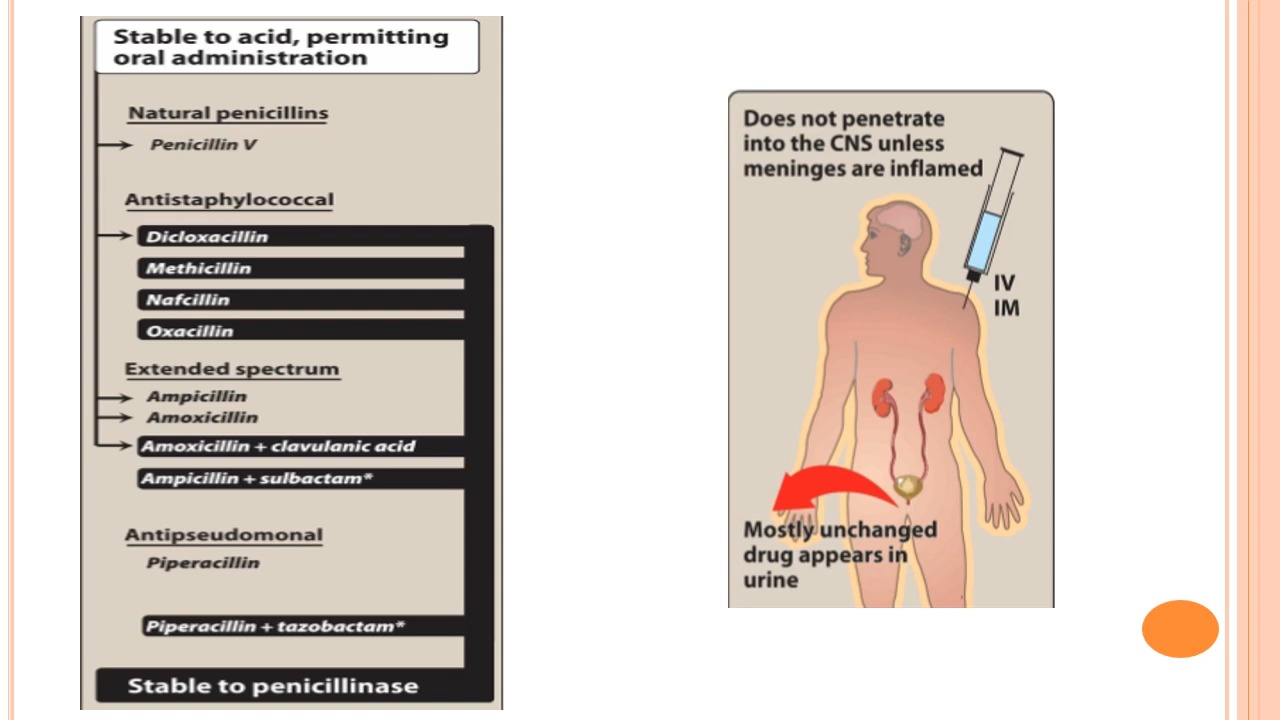 Stable to acid, permitting
oral administration
Natural penicillins
Penicillin V
Antistaphylococcal
Dicloxacillin
Methicillin
Nafcillin
Oxacillin
Extended spectrum
Ampicillin
Amoxicillin
Amoxicillin + clavulanic acid
Ampicillin + sulbactam*
Antipseudomonal
Piperacillin
Piperacillin + tazobactam*
Stable to penicillinase
Does not penetrate
into the CNS unless
meninges are inflamed
IV
IM
Mostly unchanged
drug appears in
urine